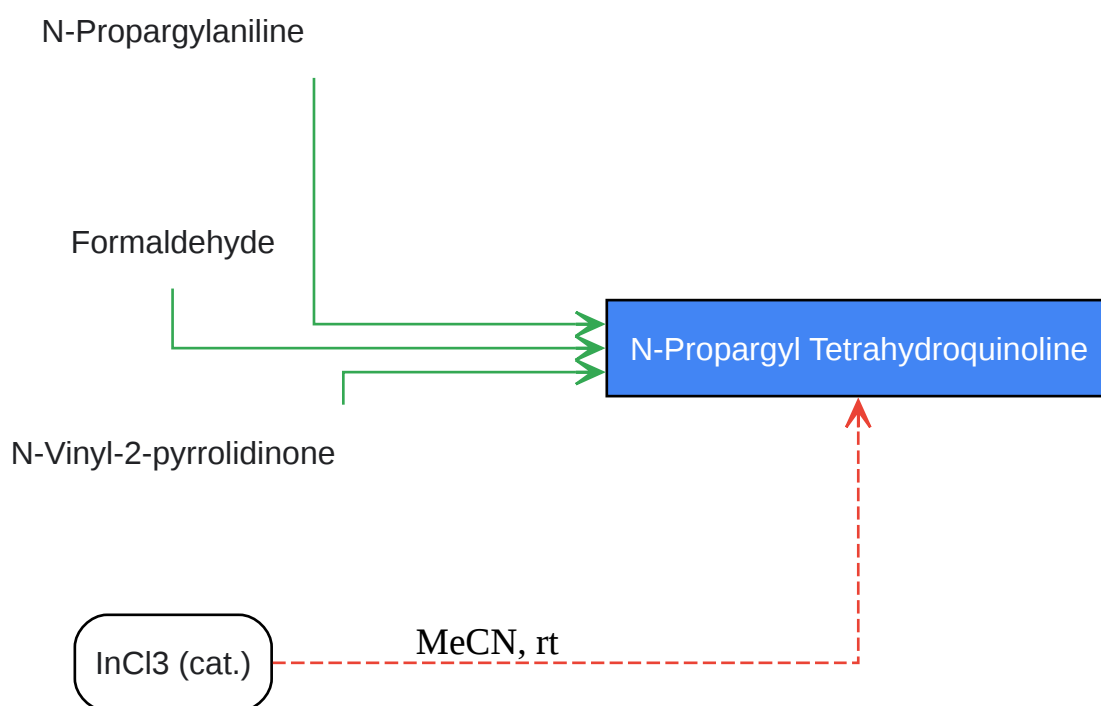 N-Propargylaniline
Formaldehyde
N-Propargyl Tetrahydroquinoline
N-Vinyl-2-pyrrolidinone
MeCN, rt
InCl3 (cat.)